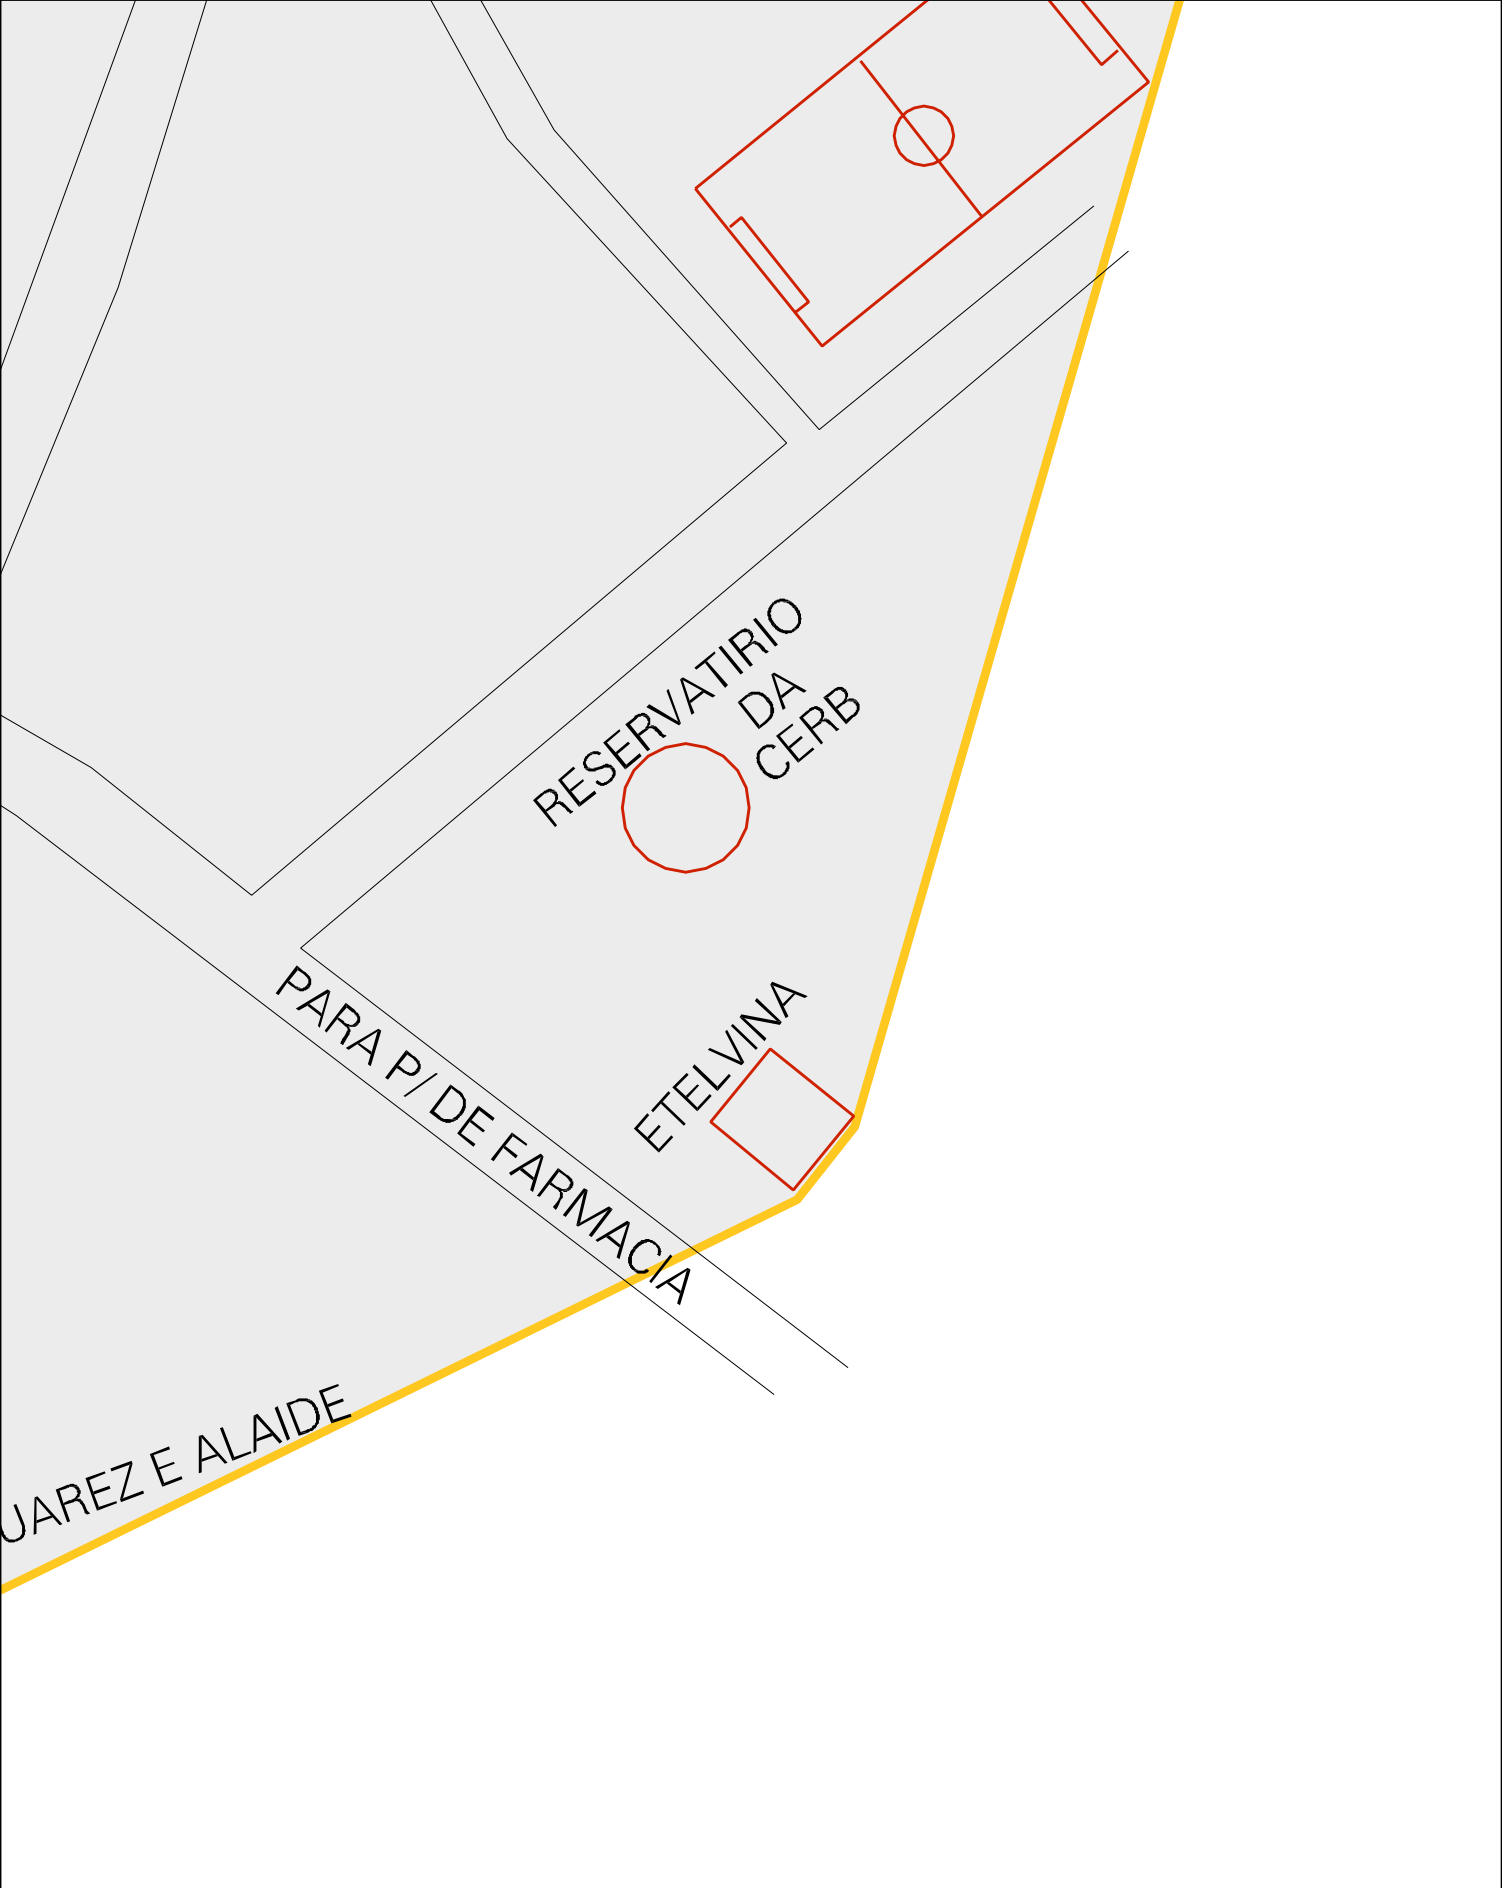 RESERVATIRIO
DA
CERB
ETELVINA
PARA P/ DE FARMACIA
UAREZ E ALAIDE